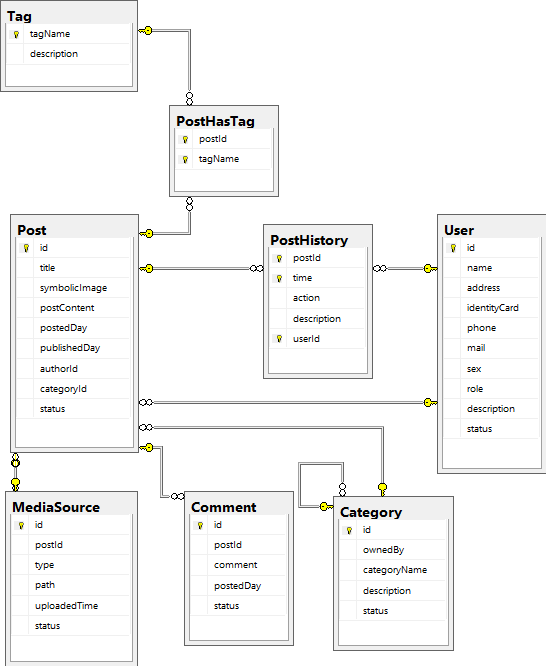 Tag
tagName
description
PostHasTag
postId
tagName
Post
id
title
symbolicImage
postContent
postedDay
publishedDay
authorId
categoryId
status
PostHistory
postId
time
action
description
userId
User
id
name
address
identityCard
phone
mail
sex
role
description
status
MediaSource
id
postId
type
path
uploadedTime
status
Comment
id
postId
comment
postedDay
status
Category
id
ownedBy
categoryName
description
status